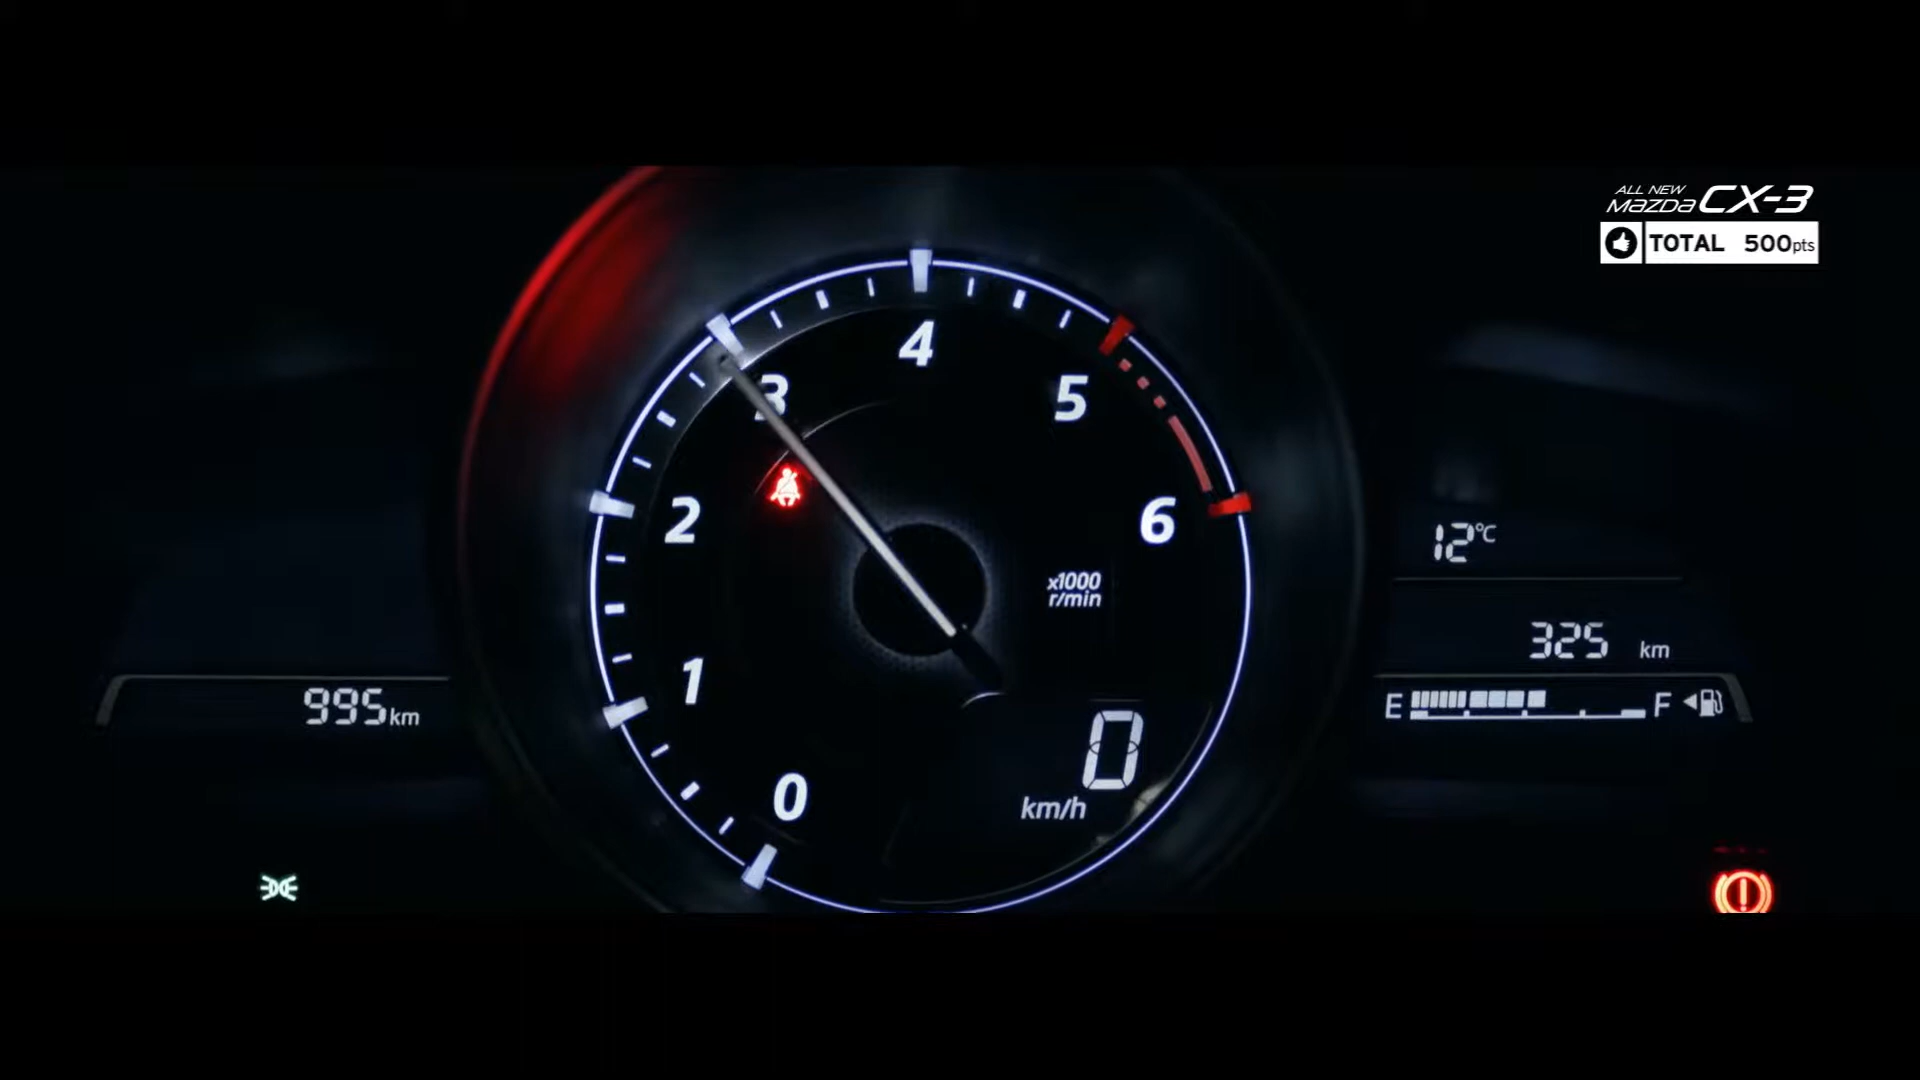 ALL NEW
mazda CX-3
TOTAL 500pts
4
3
5
2
6
x1000
r/min
12°C
325 km
1
E F
995km
0
0
km/h